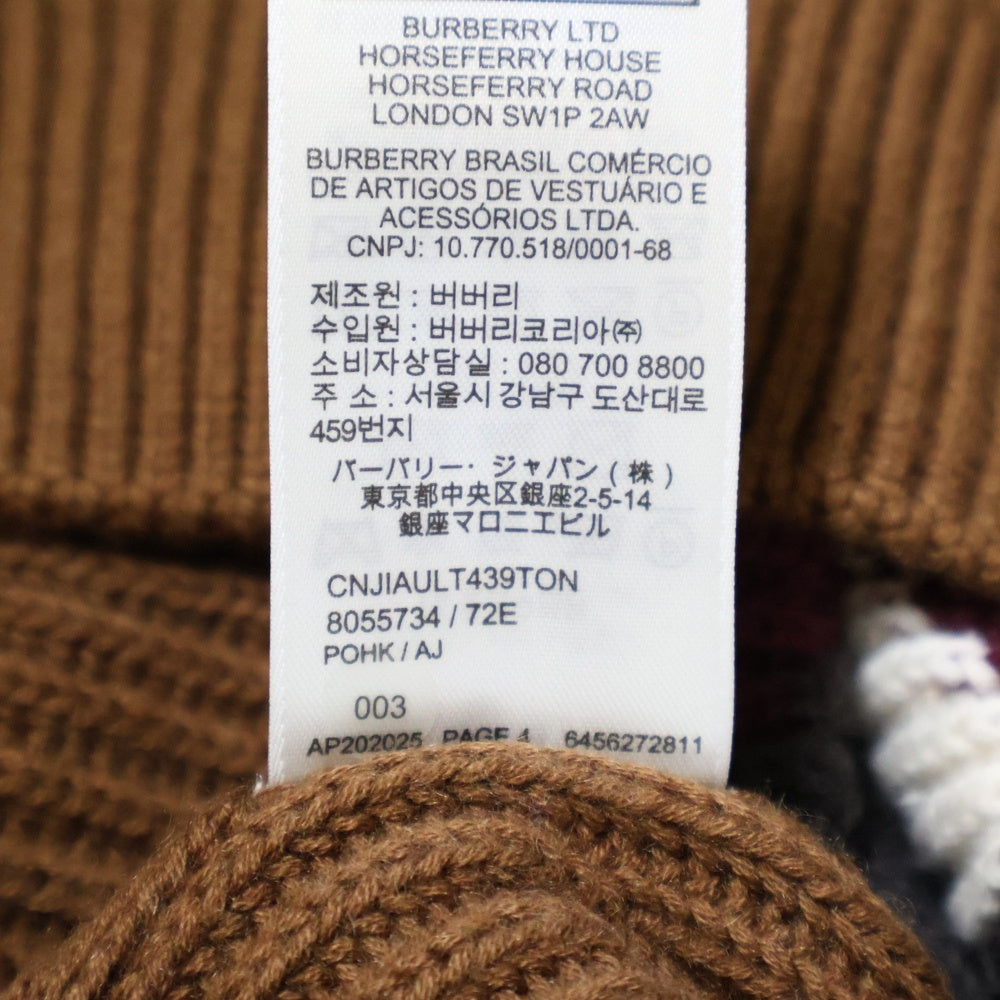 BURBERRY LTD
HORSEFERRY HOUSE
HORSEFERRY ROAD
LONDON SW1P 2AW
BURBERRY BRASIL COMÉRCIO
DE ARTIGOS DE VESTUÁRIO E
ACESSÓRIOS LTDA.
CNPJ: 10.770.518/0001-68
제조원 : 버버리
수입원 : 버버리코리아㈜
소비자상담실 : 080 700 8800
주 소 : 서울시 강남구 도산대로
459번지
バーバリー・ジャパン(株)
東京都中央区銀座2-5-14
銀座マロニエビル
CNJIAULT439TON
8055734 / 72E
POHK / AJ
003
AP202025 PAGE 4 6456272811